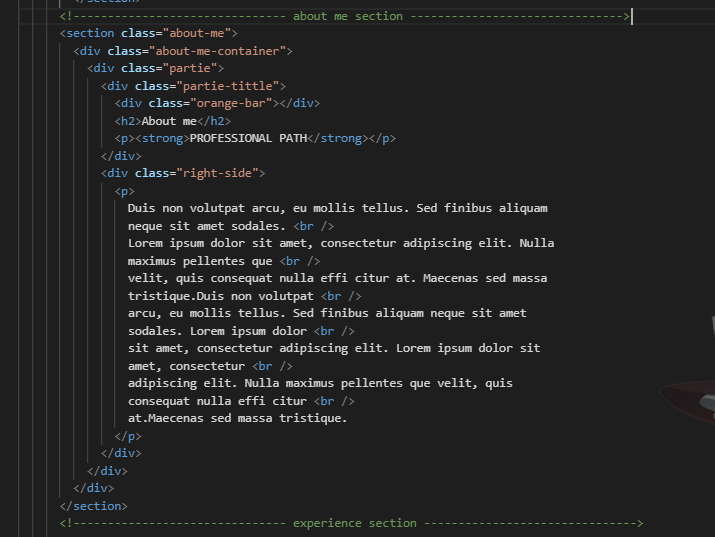 </section>
<!------------------------------- about me section ------------------------------->
<section class="about-me">
<div class="about-me-container">
<div class="partie">
<div class="partie-tittle">
<div class="orange-bar"></div>
<h2>About me</h2>
<p><strong>PROFESSIONAL PATH</strong></p>
</div>
<div class="right-side">
<p>
Duis non volutpat arcu, eu mollis tellus. Sed finibus aliquam
neque sit amet sodales. <br />
Lorem ipsum dolor sit amet, consectetur adipiscing elit. Nulla
maximus pellentes que <br />
velit, quis consequat nulla effi citur at. Maecenas sed massa
tristique.Duis non volutpat <br />
arcu, eu mollis tellus. Sed finibus aliquam neque sit amet
sodales. Lorem ipsum dolor <br />
sit amet, consectetur adipiscing elit. Lorem ipsum dolor sit
amet, consectetur <br />
adipiscing elit. Nulla maximus pellentes que velit, quis
consequat nulla effi citur <br />
at.Maecenas sed massa tristique.
</p>
</div>
</div>
</div>
</section>
<!------------------------------- experience section ------------------------------->